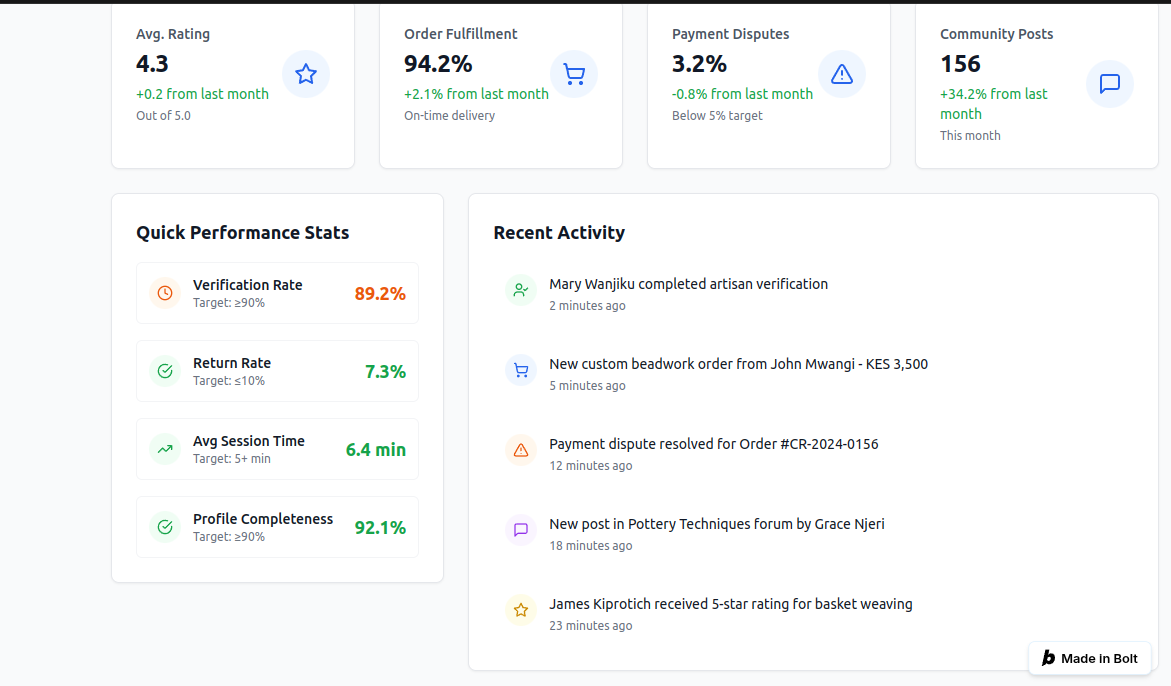 Avg. Rating
4.3
+0.2 from last month
Out of 5.0
Order Fulfillment
94.2%
+2.1% from last month
On-time delivery
Payment Disputes
3.2%
-0.8% from last month
Below 5% target
Community Posts
156
+34.2% from last
month
This month
Quick Performance Stats
Verification Rate
Target: ≥90%
89.2%
Return Rate
Target: ≤10%
7.3%
Avg Session Time
Target: 5+ min
6.4 min
Profile Completeness
Target: ≥90%
92.1%
Recent Activity
Mary Wanjiku completed artisan verification
2 minutes ago
New custom beadwork order from John Mwangi - KES 3,500
5 minutes ago
Payment dispute resolved for Order #CR-2024-0156
12 minutes ago
New post in Pottery Techniques forum by Grace Njeri
18 minutes ago
James Kiprotich received 5-star rating for basket weaving
23 minutes ago
b Made in Bolt